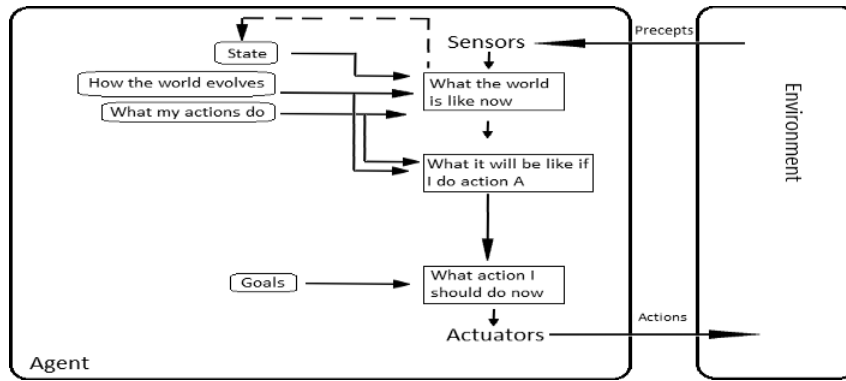 Precepts
Sensors
State
How the world evolves
What the world
is like now
What my actions do
Environment
What it will be like if
I do action A
What action I
should do now
Goals
Actions
Actuators
Agent